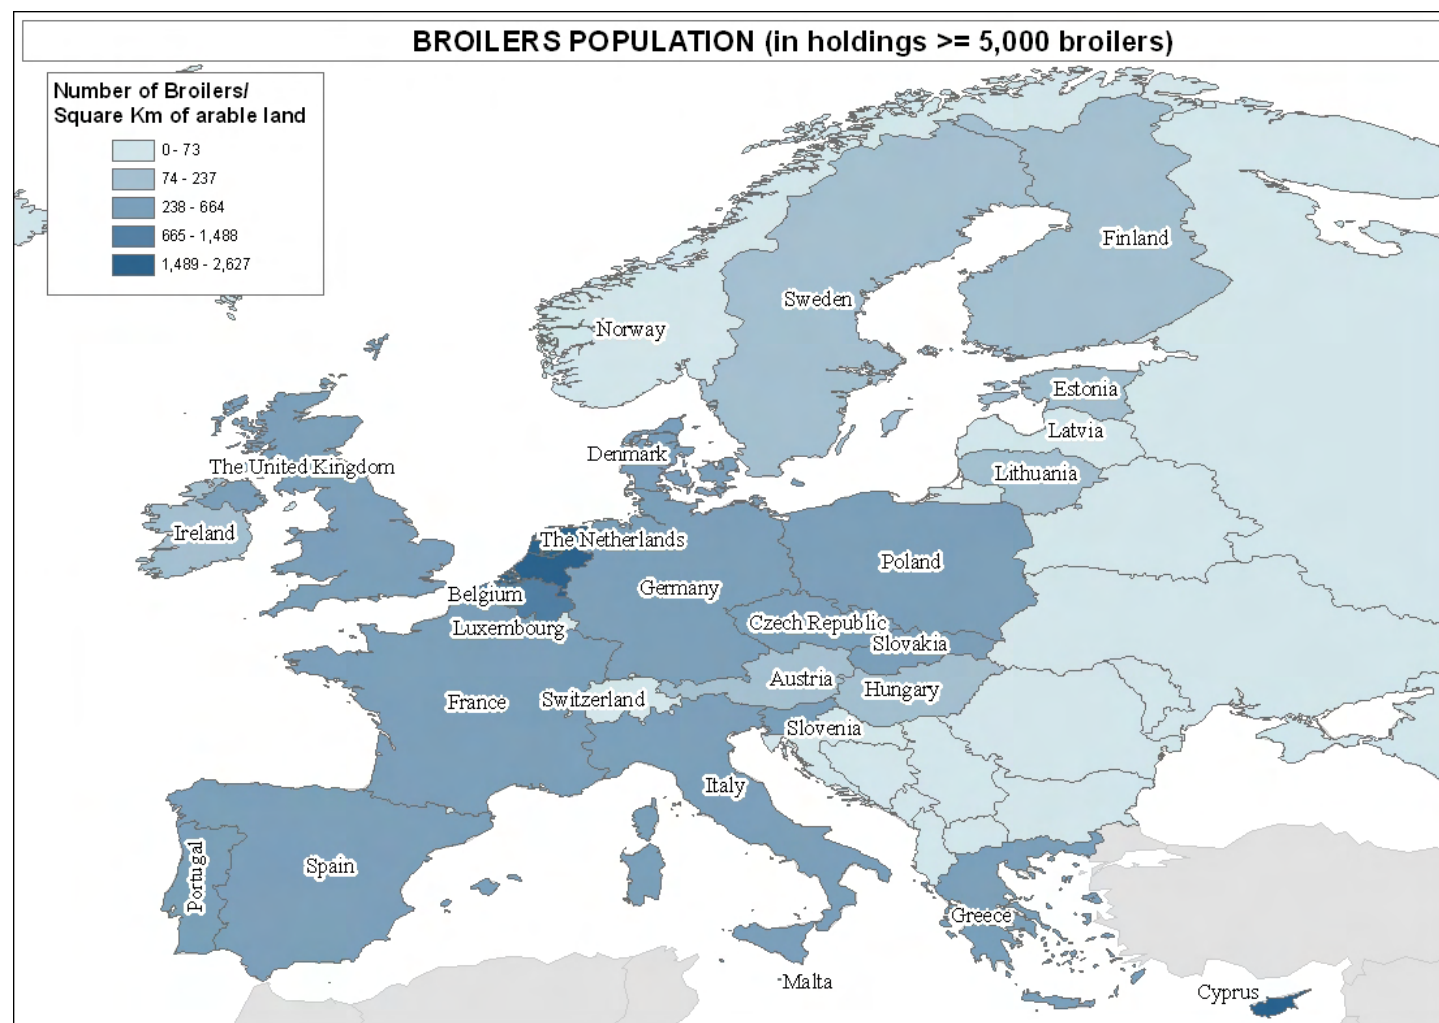 BROILERS POPULATION (in holdings >= 5,000 broilers)
Number of Broilers/
Square Km of arable land
0 - 73
74 - 237
238 - 664
665 - 1,488
1,489 - 2,627
Finland
Sweden
Norway
Estonia
Latvia
Denmark
The United Kingdom
Lithuania
Ireland
The Netherlands
Poland
Germany
Belgium
Czech Republic
Luxembourg
Slovakia
Austria
Hungary
Switzerland
France
Slovenia
Italy
Spain
Portugal
Greece
Malta
Cyprus